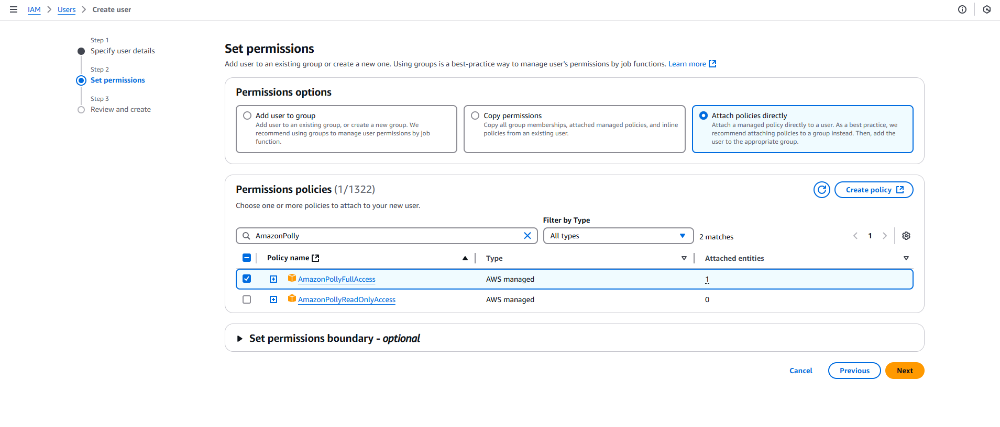 IAM > Users > Create user
Step 1
Specify user details
Step 2
Set permissions
Step 3
Review and create
Set permissions
Add user to an existing group or create a new one. Using groups is a best-practice way to manage user's permissions by job functions. Learn more
Permissions options
Add user to group
Add user to an existing group, or create a new group. We
recommend using groups to manage user permissions by job
function.
Copy permissions
Copy all group memberships, attached managed policies, and inline
policies from an existing user.
Attach policies directly
Attach a managed policy directly to a user. As a best practice, we
recommend attaching policies to a group instead. Then, add the
user to the appropriate group.
Permissions policies (1/1322)
Create policy
Choose one or more policies to attach to your new user.
Filter by Type
AmazonPolly
All types
2 matches
1
Policy name
Type
Attached entities
AmazonPollyFullAccess
AWS managed
1
AmazonPollyReadOnlyAccess
AWS managed
0
Set permissions boundary - optional
Cancel
Previous
Next